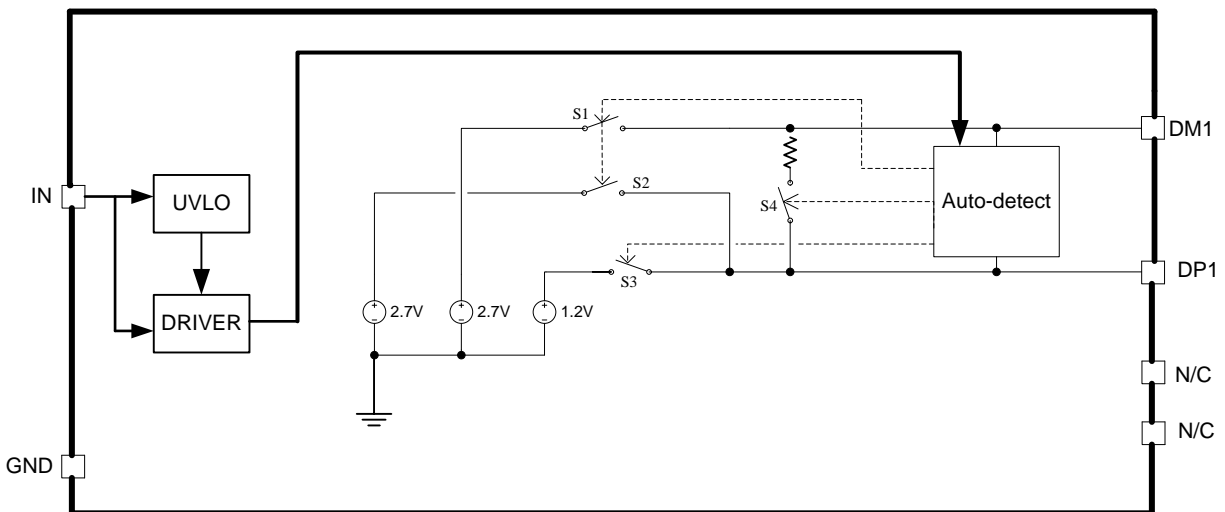 S1
DM1
S2
IN
UVLO
S4
Auto-detect
S3
DP1
DRIVER
+
−
2.7V
+
−
2.7V
+
−
1.2V
N/C
N/C
GND